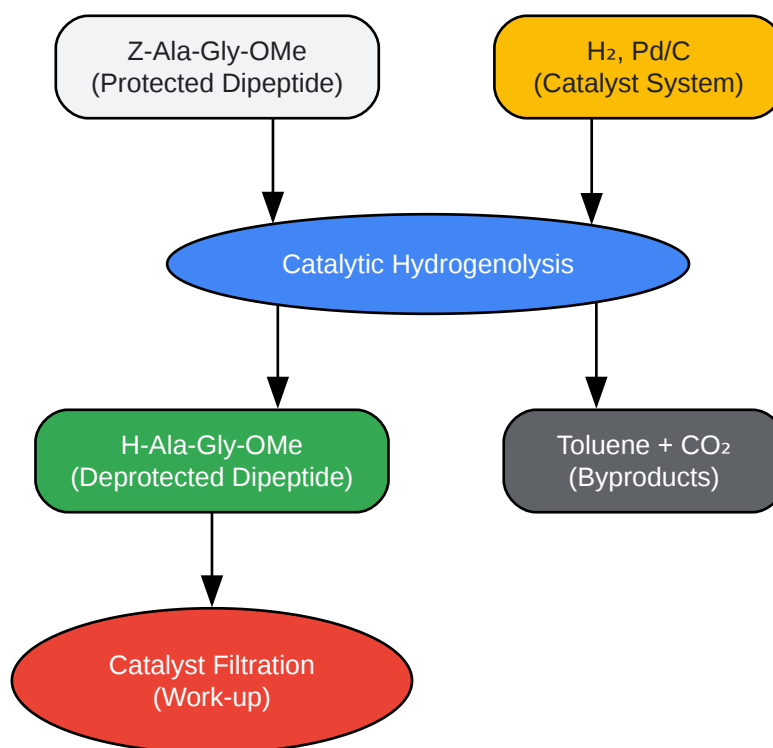 Z-Ala-Gly-OMe
(Protected Dipeptide)
H₂, Pd/C
(Catalyst System)
Catalytic Hydrogenolysis
H-Ala-Gly-OMe
(Deprotected Dipeptide)
Toluene + CO₂
(Byproducts)
Catalyst Filtration
(Work-up)